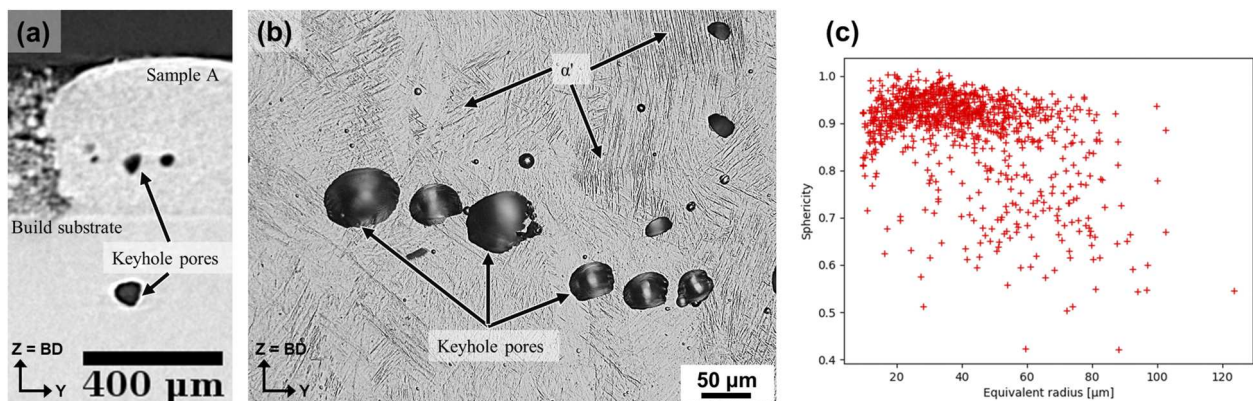 (a)
Sample A
Build substrate
Keyhole pores
Z = BD
Y
400 μm
(b)
α'
Keyhole pores
Z = BD
Y
50 μm
(c)
1.0
0.9
0.8
0.7
0.6
0.5
0.4
Sphericity
20
40
60
80
100
120
Equivalent radius [μm]